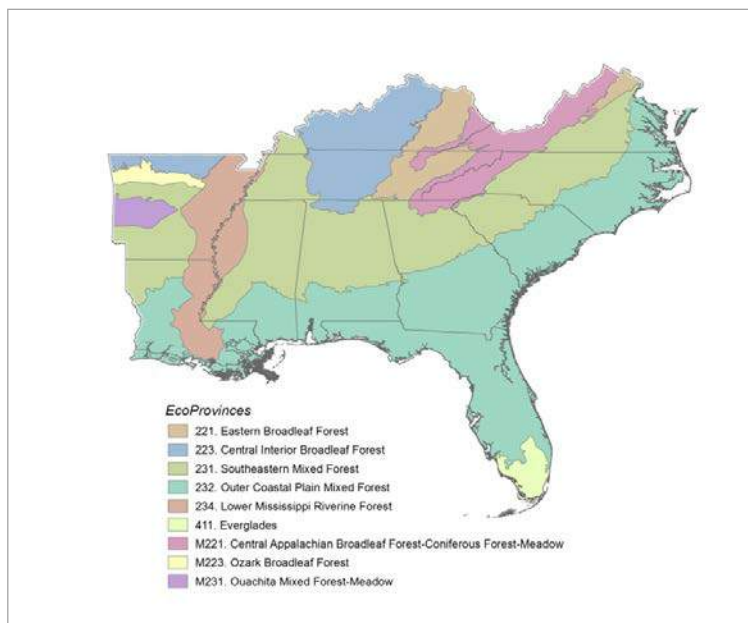 EcoProvinces
221. Eastern Broadleaf Forest
223. Central Interior Broadleaf Forest
231. Southeastern Mixed Forest
232. Outer Coastal Plain Mixed Forest
234. Lower Mississippi Riverine Forest
411. Everglades
M221. Central Appalachian Broadleaf Forest-Coniferous Forest-Meadow
M223. Ozark Broadleaf Forest
M231. Ouachita Mixed Forest-Meadow